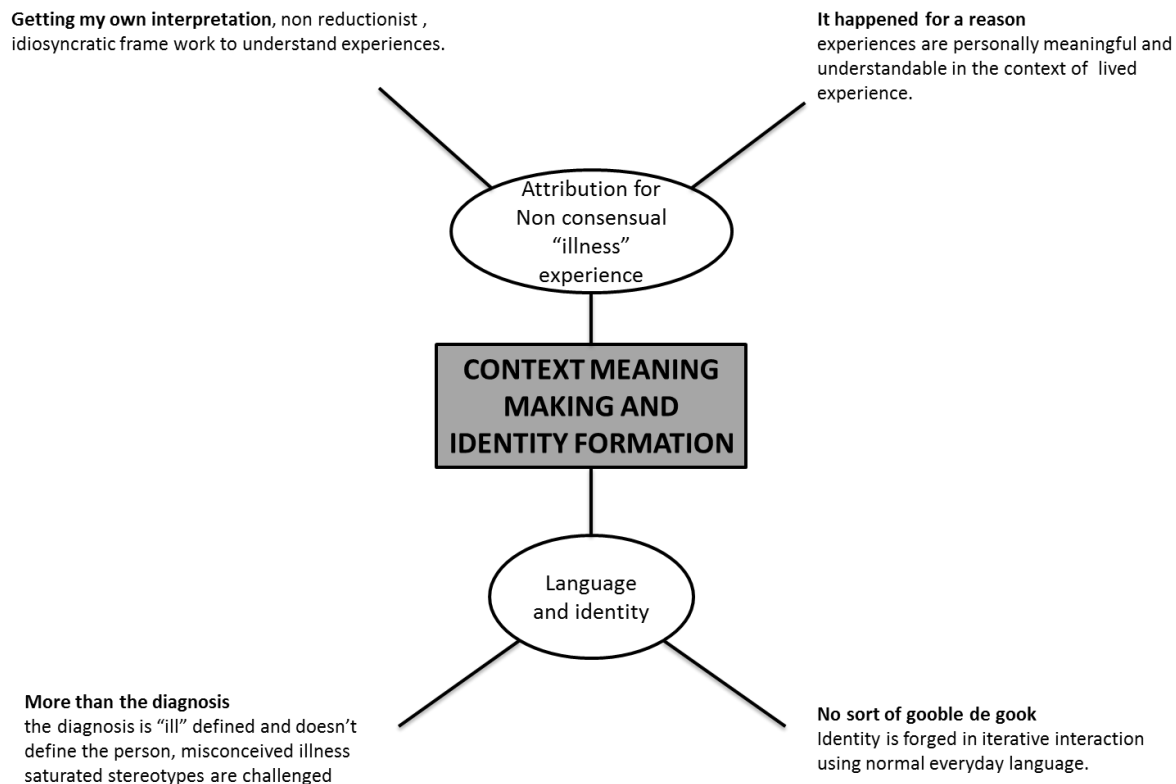 Getting my own interpretation, non reductionist ,
idiosyncratic frame work to understand experiences.
It happened for a reason
experiences are personally meaningful and
understandable in the context of lived
experience.
Attribution for
Non consensual
“illness”
experience
CONTEXT MEANING
MAKING AND
IDENTITY FORMATION
Language
and identity
More than the diagnosis
the diagnosis is “ill” defined and doesn’t
define the person, misconceived illness
saturated stereotypes are challenged
No sort of gooble de gook
Identity is forged in iterative interaction
using normal everyday language.